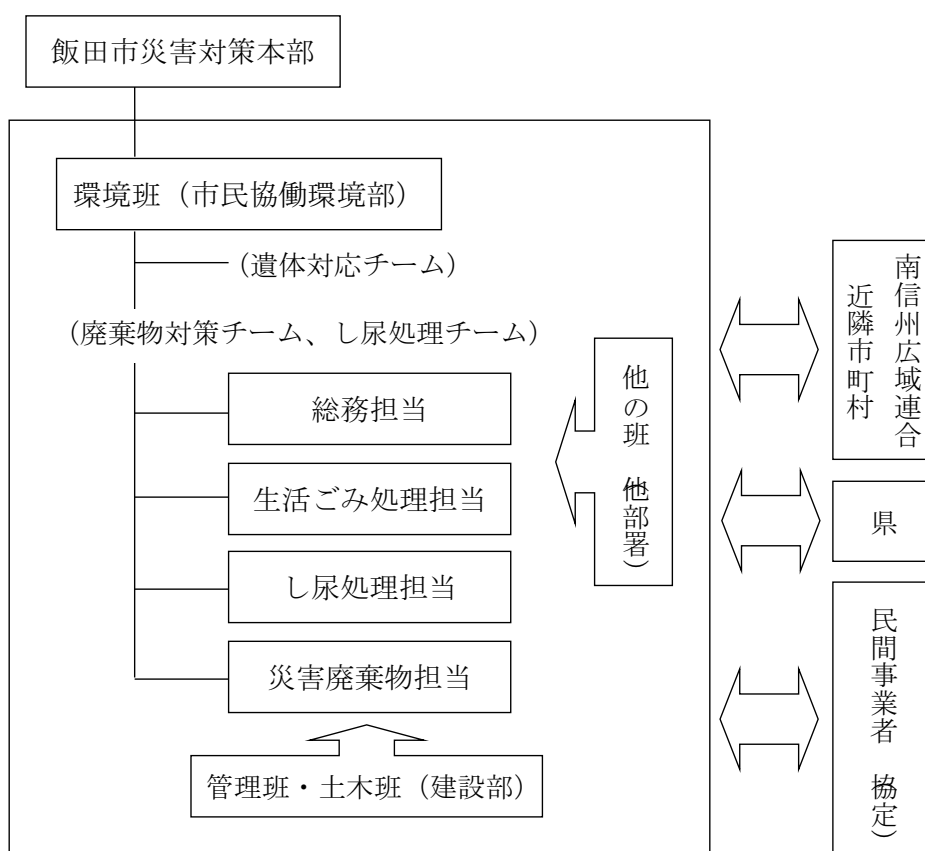 飯田市災害対策本部
環境班（市民協働環境部）
（遺体対応チーム）
（廃棄物対策チーム、し尿処理チーム）
総務担当
生活ごみ処理担当
し尿処理担当
災害廃棄物担当
管理班・土木班（建設部）
他の班（他部署）
南信州広域連合
近隣市町村
県
民間事業者（協定）